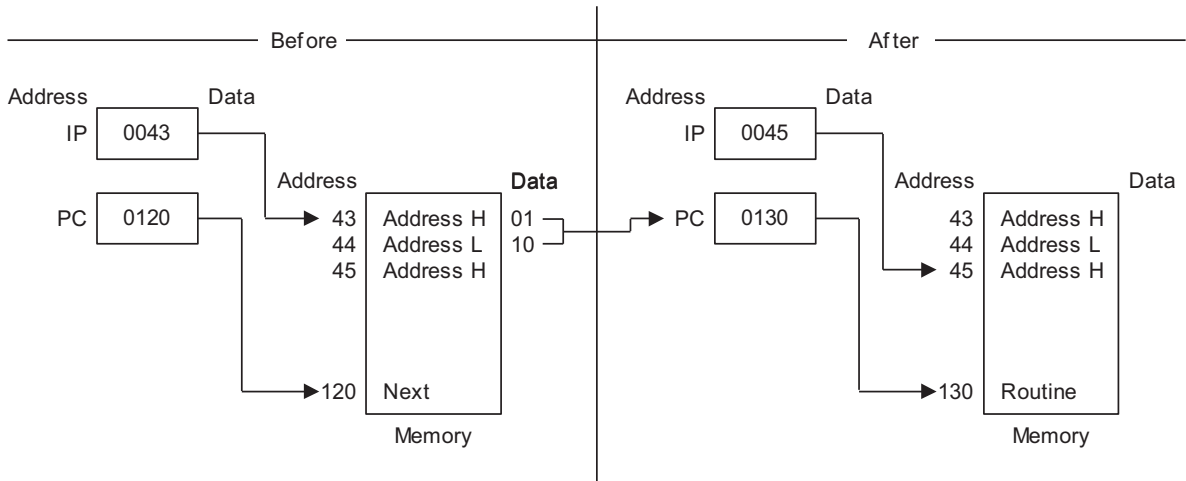 Before
Address Data
IP 0043
Address Data
PC 0120
43 Address H 01
44 Address L 10
45 Address H
120 Next
Memory
After
Address Data
IP 0045
Address Data
PC 0130
43 Address H
44 Address L
45 Address H
130 Routine
Memory